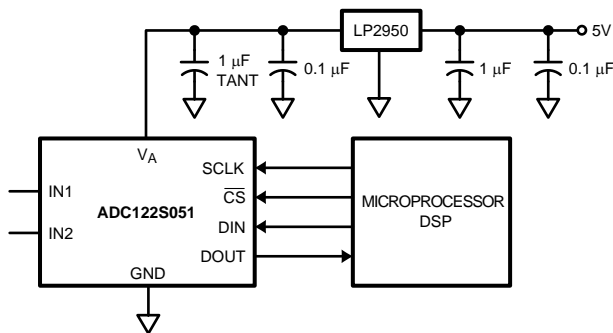 LP2950
5V
1 μF
TANT
0.1 μF
1 μF
0.1 μF
VA
SCLK
IN1
CS
MICROPROCESSOR
DSP
ADC122S051
DIN
IN2
DOUT
GND